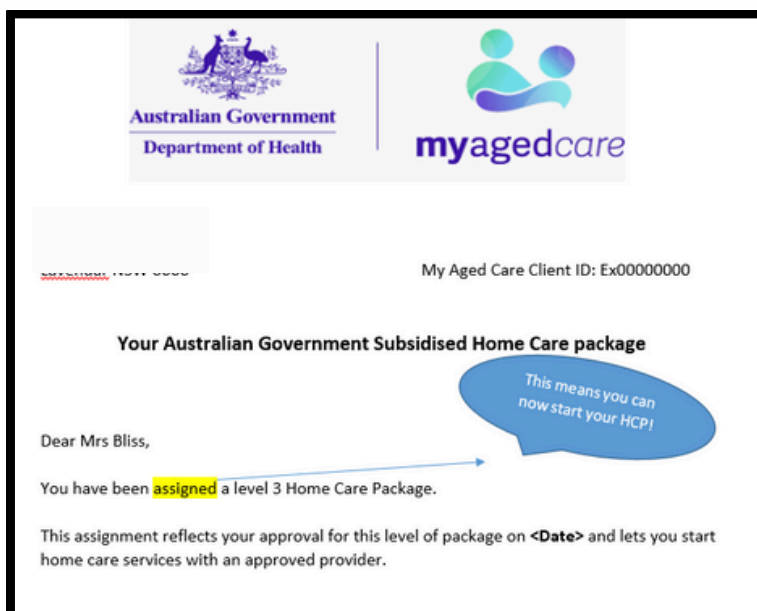 Australian Government
Department of Health
myagedcare
My Aged Care Client ID: Ex00000000
Your Australian Government Subsidised Home Care package
This means you can
now start your HCP!
Dear Mrs Bliss,
You have been assigned a level 3 Home Care Package.
This assignment reflects your approval for this level of package on <Date> and lets you start
home care services with an approved provider.